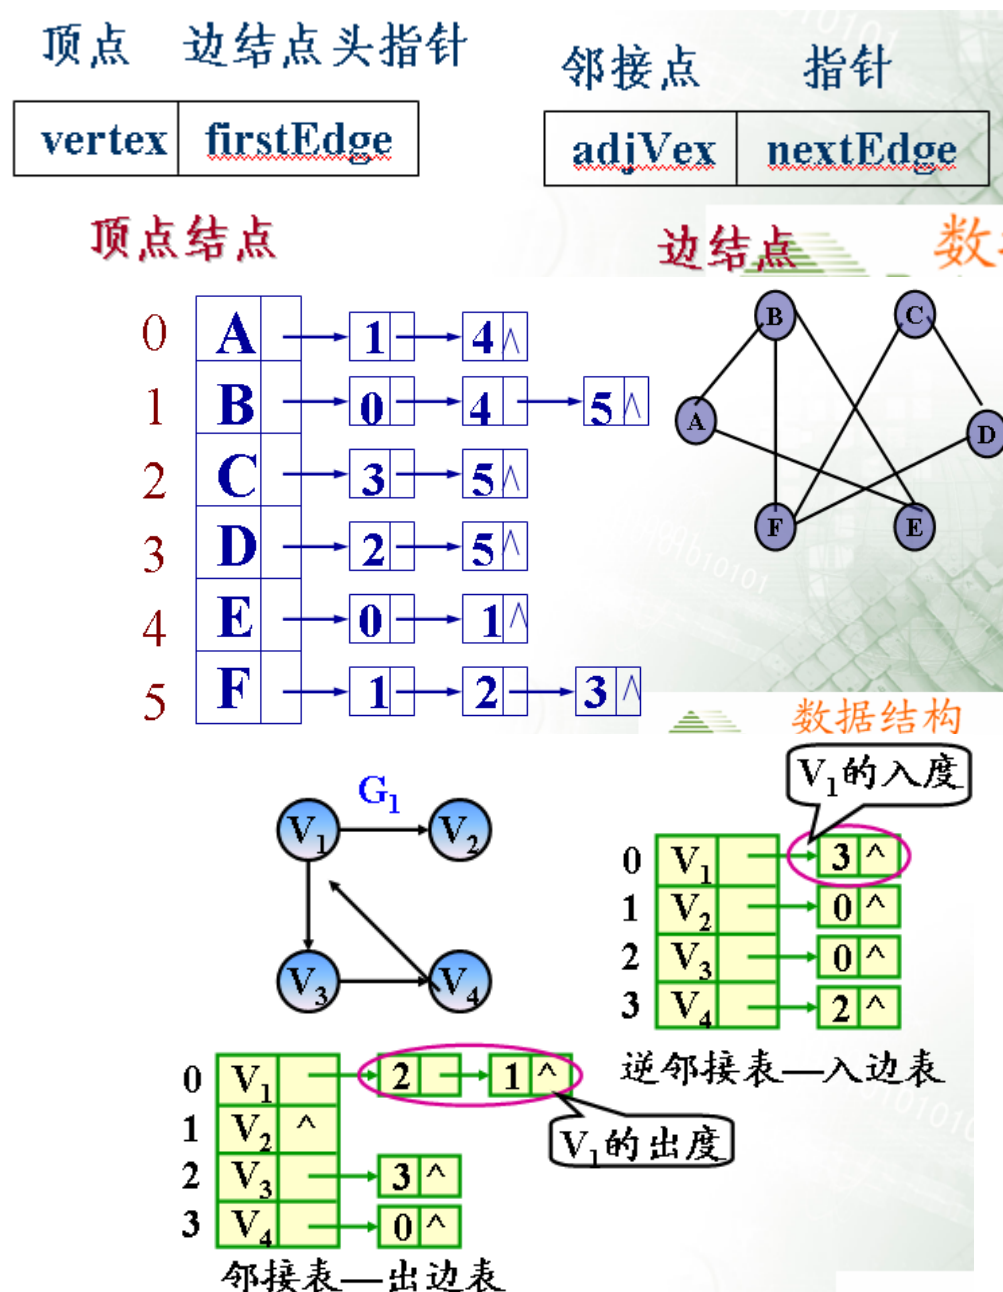 顶点 边结点头指针
邻接点 指针
vertex firstEdge
adjVex nextEdge
顶点结点
边结点
数
0 A 1 4 ^
1 B 0 4 5 ^
2 C 3 5 ^
3 D 2 5 ^
4 E 0 1 ^
5 F 1 2 3 ^
B C
A D
F E
数据结构
G1
V1 V2
V3 V4
V1的入度
0 V1 3 ^
1 V2 0 ^
2 V3 0 ^
3 V4 2 ^
逆邻接表—入边表
0 V1 2 1 ^
1 V2 ^
2 V3 3 ^
3 V4 0 ^
V1的出度
邻接表—出边表